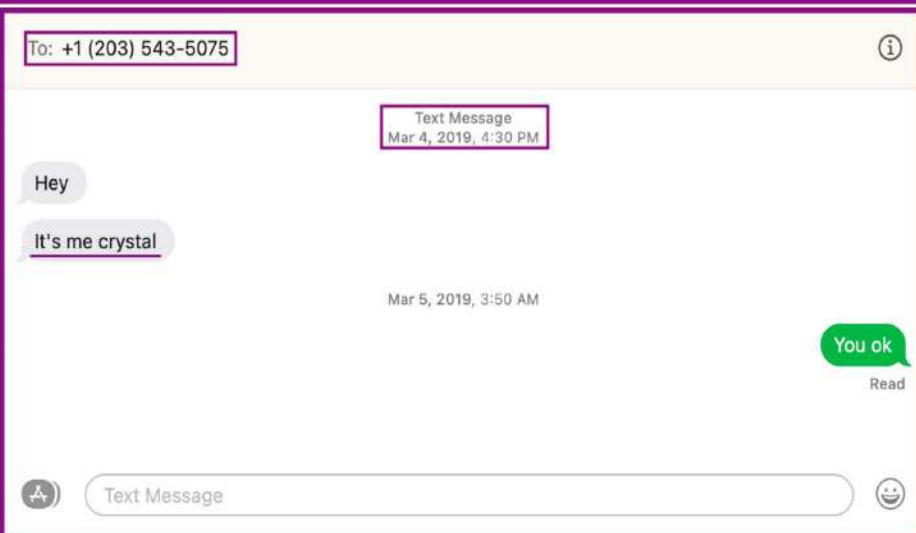 To: +1 (203) 543-5075
Text Message
Mar 4, 2019, 4:30 PM
Hey
It's me crystal
Mar 5, 2019, 3:50 AM
You ok
Read
Text Message